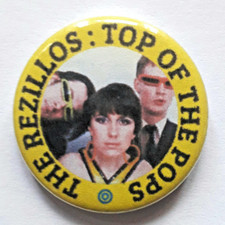 THE REZILLOS: TOP OF THE POPS